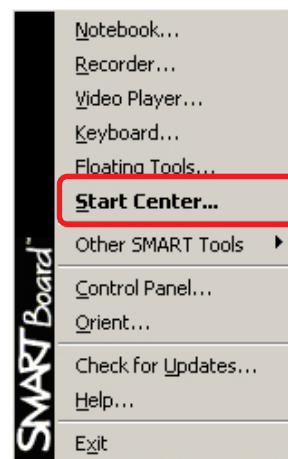 Notebook...
Recorder...
Video Player...
Keyboard...
Floating Tools...
Start Center...
Other SMART Tools
Control Panel...
Orient...
Check for Updates...
Help...
Exit
SMART Board™